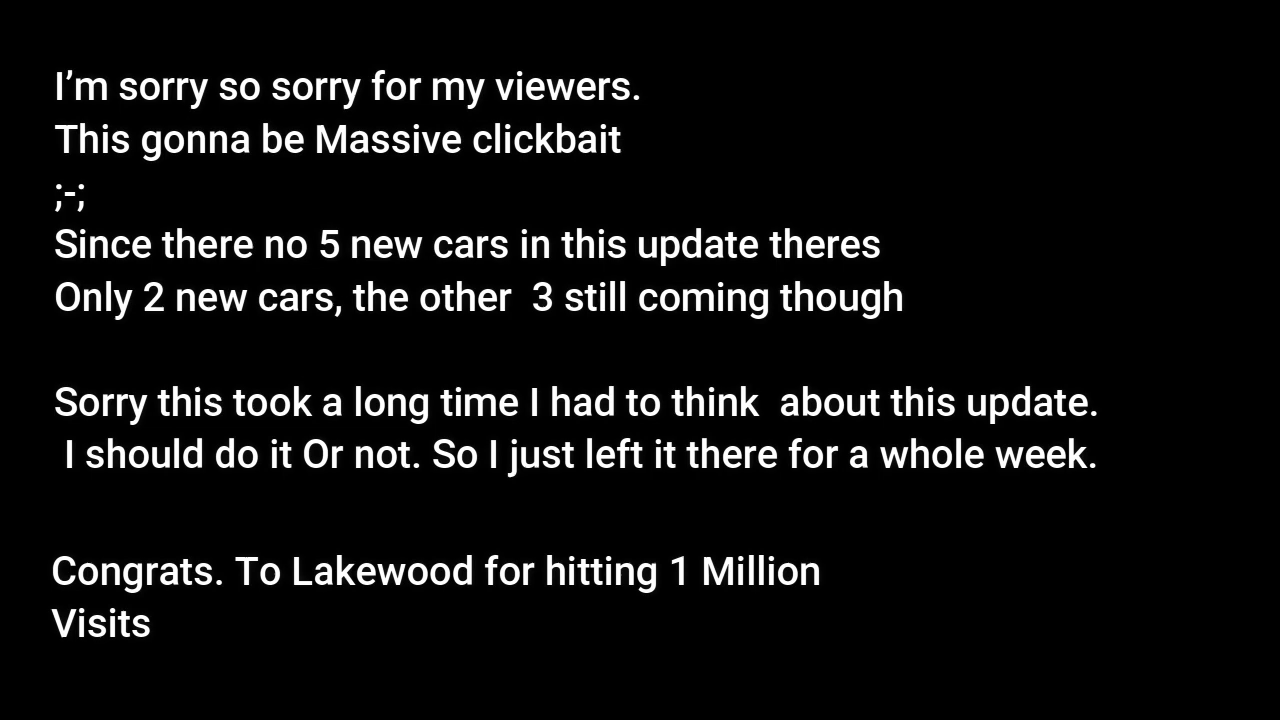 I’m sorry so sorry for my viewers.
This gonna be Massive clickbait
;-;
Since there no 5 new cars in this update theres
Only 2 new cars, the other  3 still coming though
Sorry this took a long time I had to think  about this update.
I should do it Or not. So I just left it there for a whole week.
Congrats. To Lakewood for hitting 1 Million
Visits